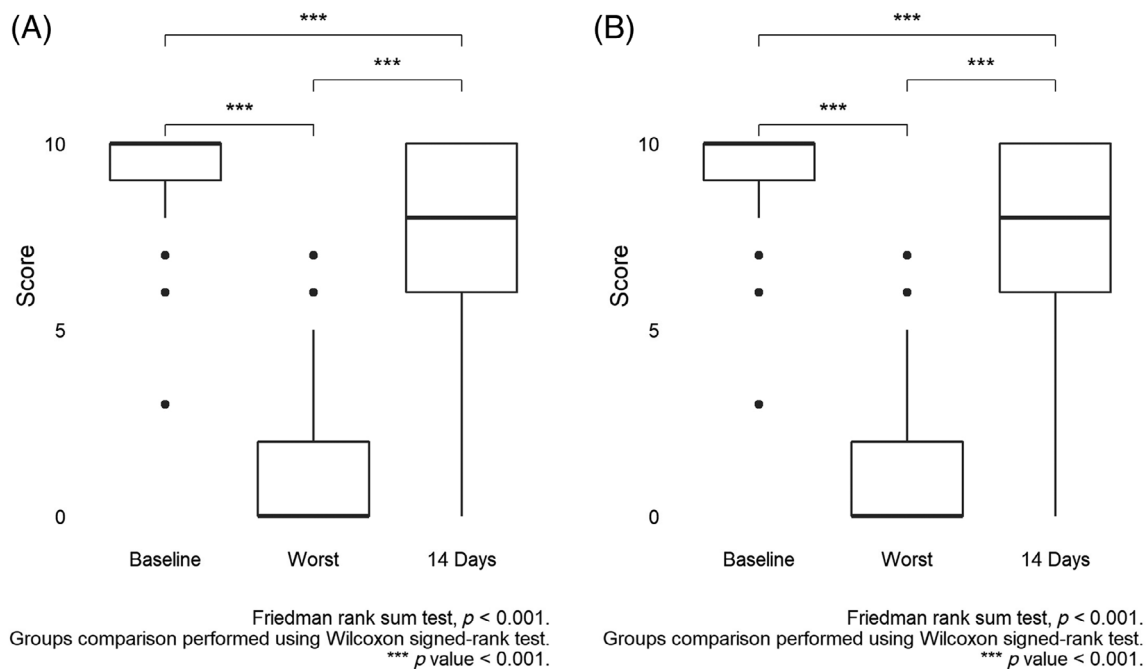 (A)
***
***
***
10
5
0
Score
Baseline Worst 14 Days
Friedman rank sum test, p < 0.001.
Groups comparison performed using Wilcoxon signed-rank test.
*** p value < 0.001.
(B)
***
***
***
10
5
0
Score
Baseline Worst 14 Days
Friedman rank sum test, p < 0.001.
Groups comparison performed using Wilcoxon signed-rank test.
*** p value < 0.001.